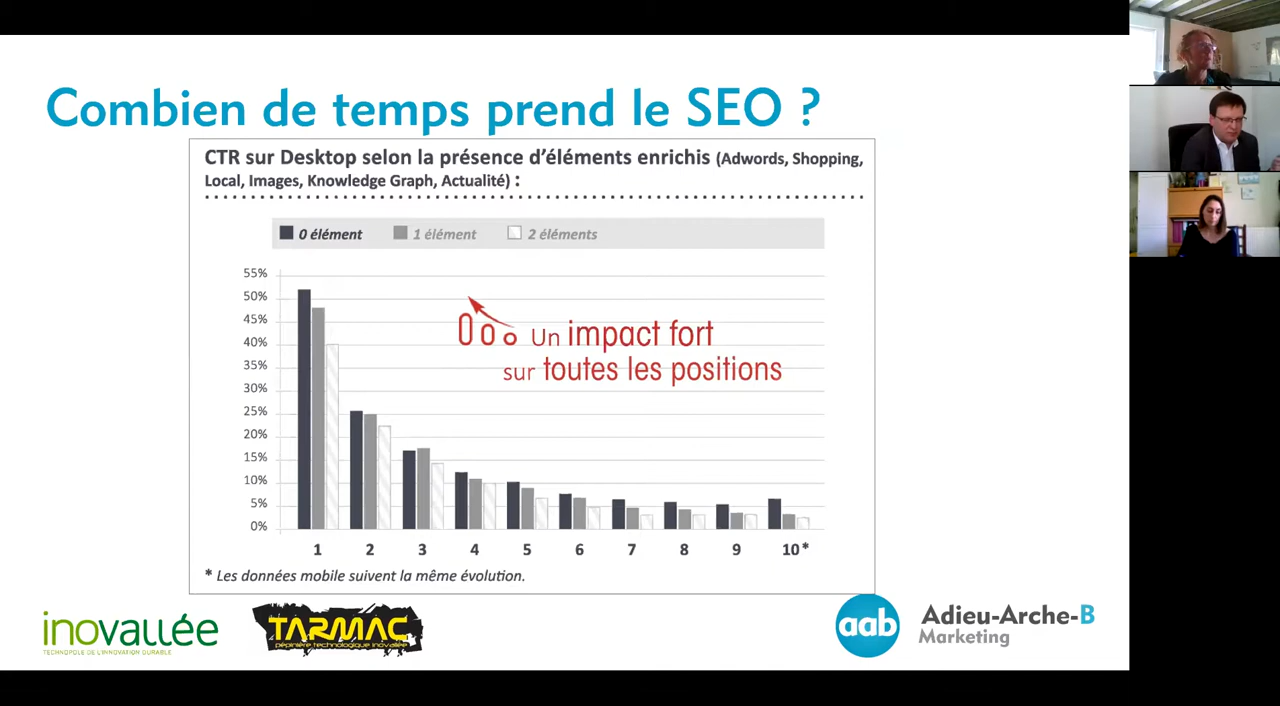 Combien de temps prend le SEO ?
CTR sur Desktop selon la présence d'éléments enrichis (Adwords, Shopping,
Local, Images, Knowledge Graph, Actualité) :
0 élément 1 élément 2 éléments
55%
50%
45%
40%
35%
30%
25%
20%
15%
10%
5%
0%
Un impact fort
sur toutes les positions
1 2 3 4 5 6 7 8 9 10*
* Les données mobile suivent la même évolution.
inovallée
TECHNOPOLE DE L'INNOVATION DURABLE
TARMAC
pépinière technologique inovallée
aab
Adieu-Arche-B
Marketing